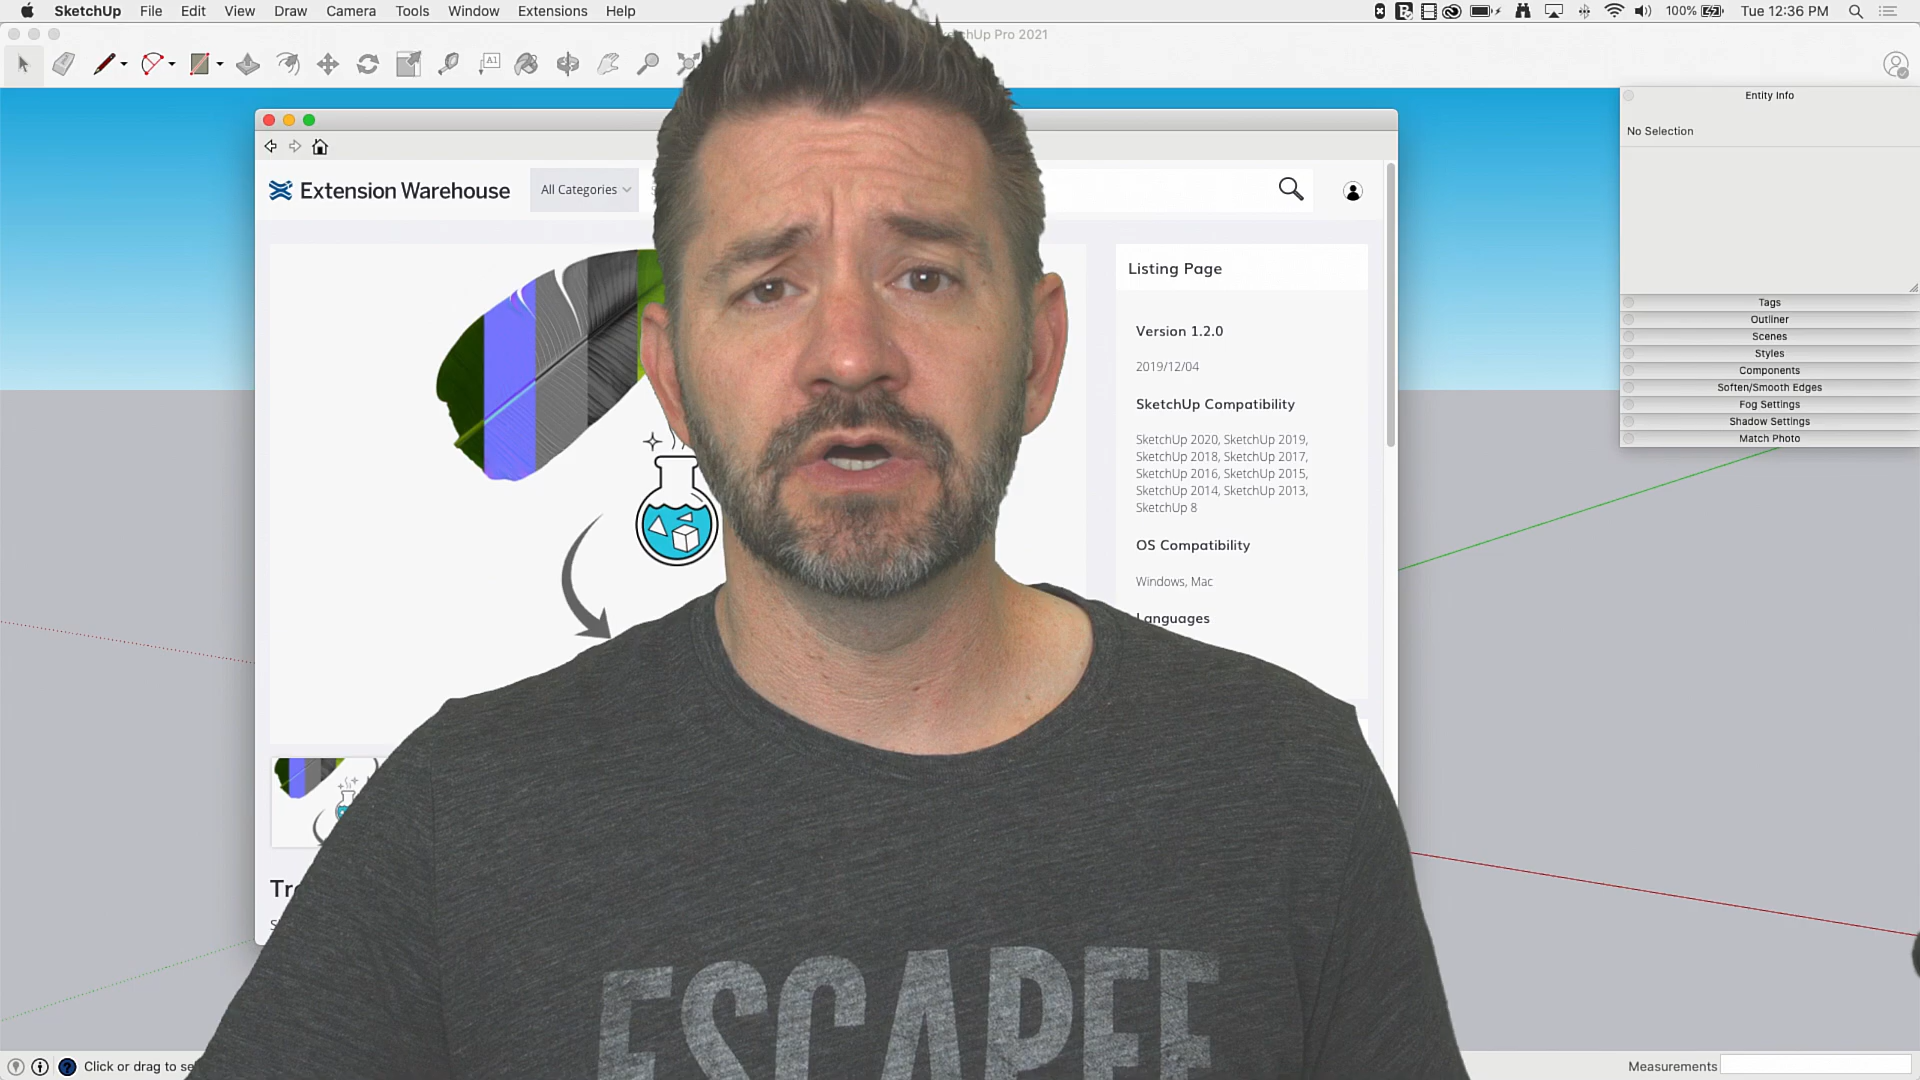 SketchUp File Edit View Draw Camera Tools Window Extensions Help 100% Tue 12:36 PM
SketchUp Pro 2021
A1
Entity Info
No Selection
Tags
Outliner
Scenes
Styles
Components
Soften/Smooth Edges
Fog Settings
Shadow Settings
Match Photo
Extension Warehouse All Categories
Listing Page
Version 1.2.0
2019/12/04
SketchUp Compatibility
SketchUp 2020, SketchUp 2019,
SketchUp 2018, SketchUp 2017,
SketchUp 2016, SketchUp 2015,
SketchUp 2014, SketchUp 2013,
SketchUp 8
OS Compatibility
Windows, Mac
Languages
ESCAPEE
Click or drag to
Measurements